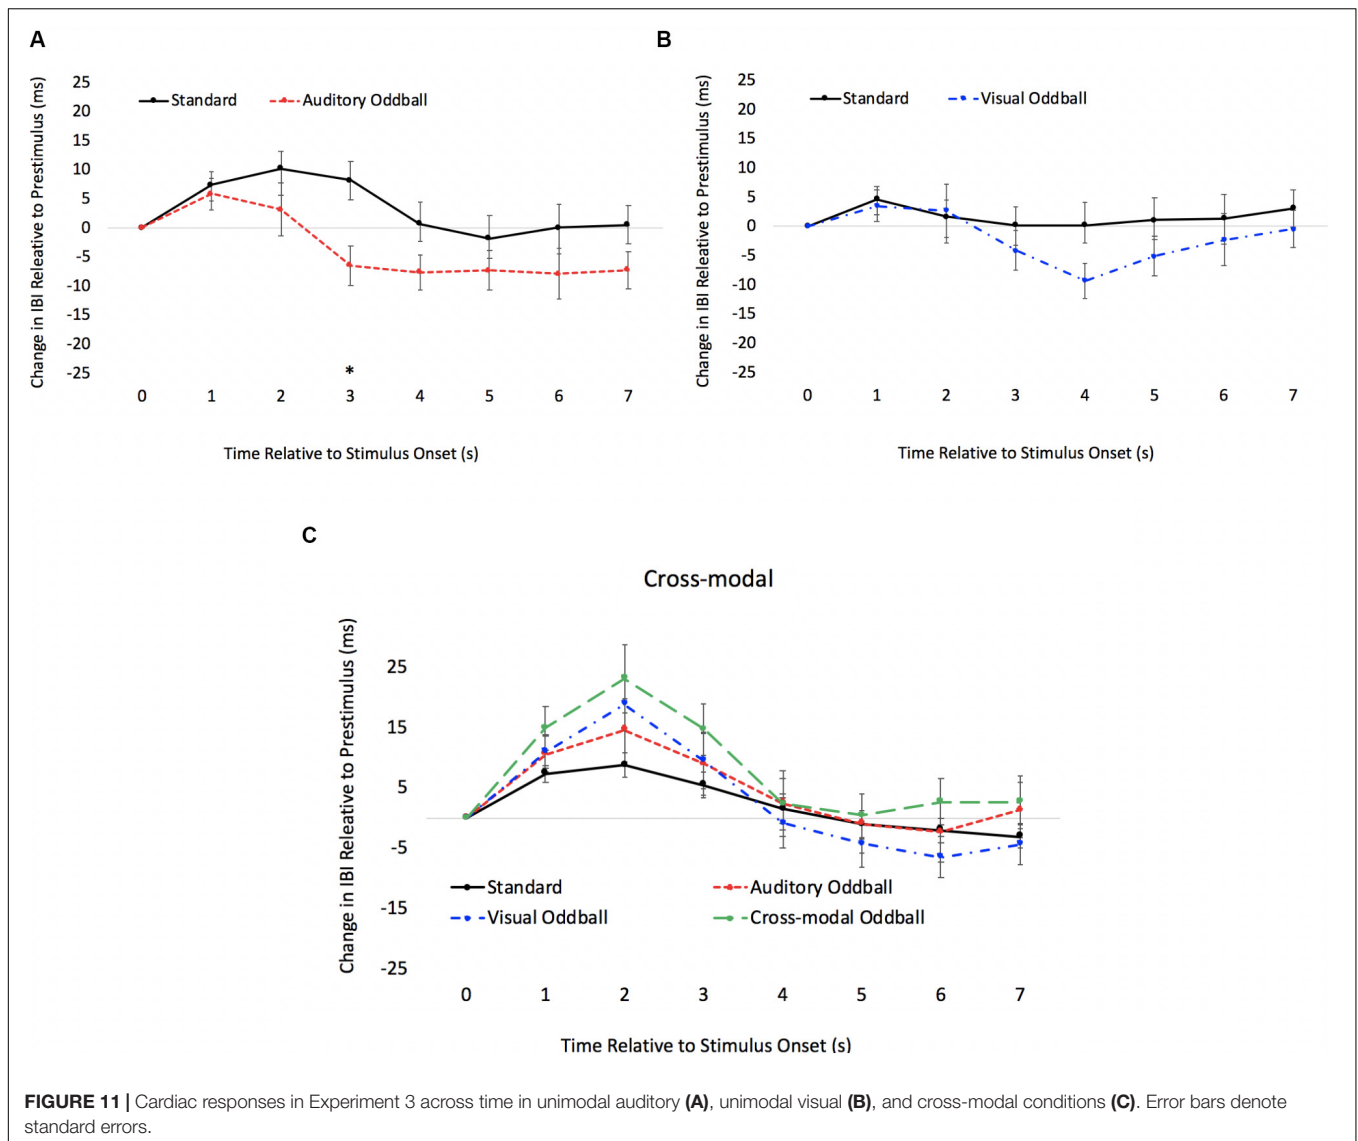 A
Change in IBI Releative to Prestimulus (ms)
25
20
15
10
5
0
-5
-10
-15
-20
-25
Standard
Auditory Oddball
*
0 1 2 3 4 5 6 7
Time Relative to Stimulus Onset (s)
B
Change in IBI Releative to Prestimulus (ms)
25
20
15
10
5
0
-5
-10
-15
-20
-25
Standard
Visual Oddball
0 1 2 3 4 5 6 7
Time Relative to Stimulus Onset (s)
C
Cross-modal
Change in IBI Releative to Prestimulus (ms)
25
15
5
-5
-15
-25
Standard
Auditory Oddball
Visual Oddball
Cross-modal Oddball
0 1 2 3 4 5 6 7
Time Relative to Stimulus Onset (s)
FIGURE 11 | Cardiac responses in Experiment 3 across time in unimodal auditory (A), unimodal visual (B), and cross-modal conditions (C). Error bars denote
standard errors.